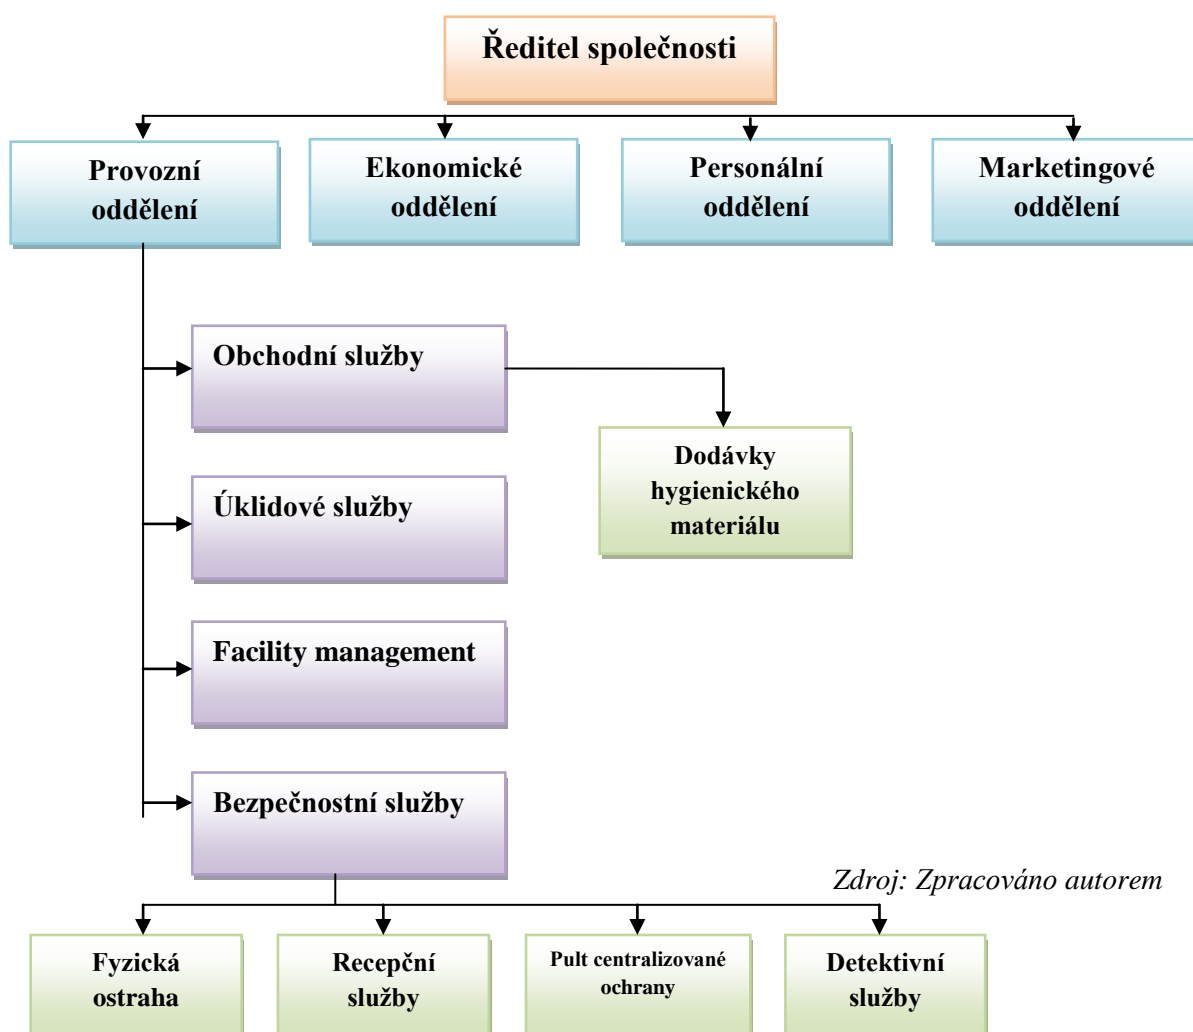 Ředitel společnosti
Provozní
oddělení
Ekonomické
oddělení
Personální
oddělení
Marketingové
oddělení
Obchodní služby
Dodávky
hygienického
materiálu
Úklidové služby
Facility management
Bezpečnostní služby
Zdroj: Zpracováno autorem
Fyzická
ostraha
Recepční
služby
Pult centralizované
ochrany
Detektivní
služby